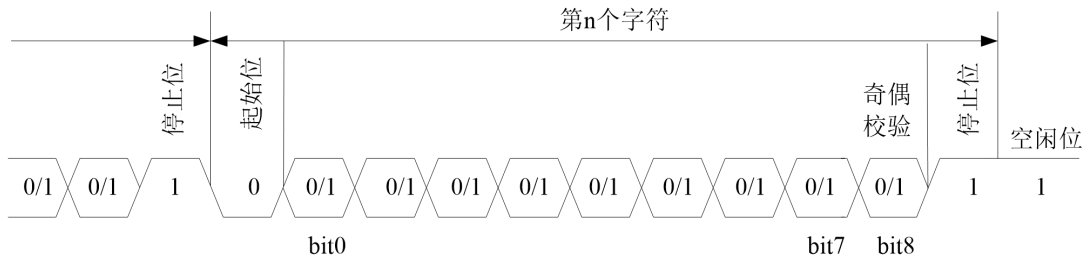 第n个字符
停止位
起始位
奇偶
校验
停止位
空闲位
0/1 0/1 1 0 0/1 0/1 0/1 0/1 0/1 0/1 0/1 0/1 0/1 1 1
bit0 bit7 bit8